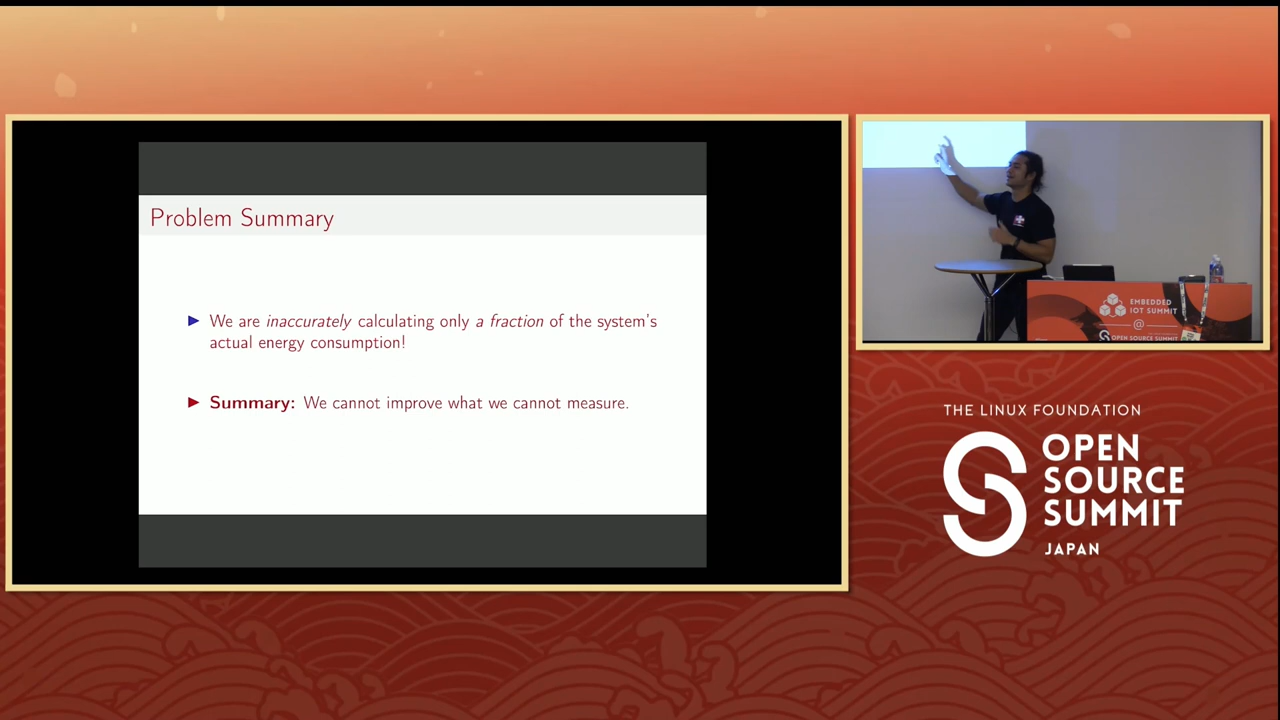 Problem Summary
We are inaccurately calculating only a fraction of the system's
actual energy consumption!
Summary: We cannot improve what we cannot measure.
EMBEDDED
IOT SUMMIT
@
OPEN SOURCE SUMMIT
THE LINUX FOUNDATION
OPEN
SOURCE
SUMMIT
JAPAN